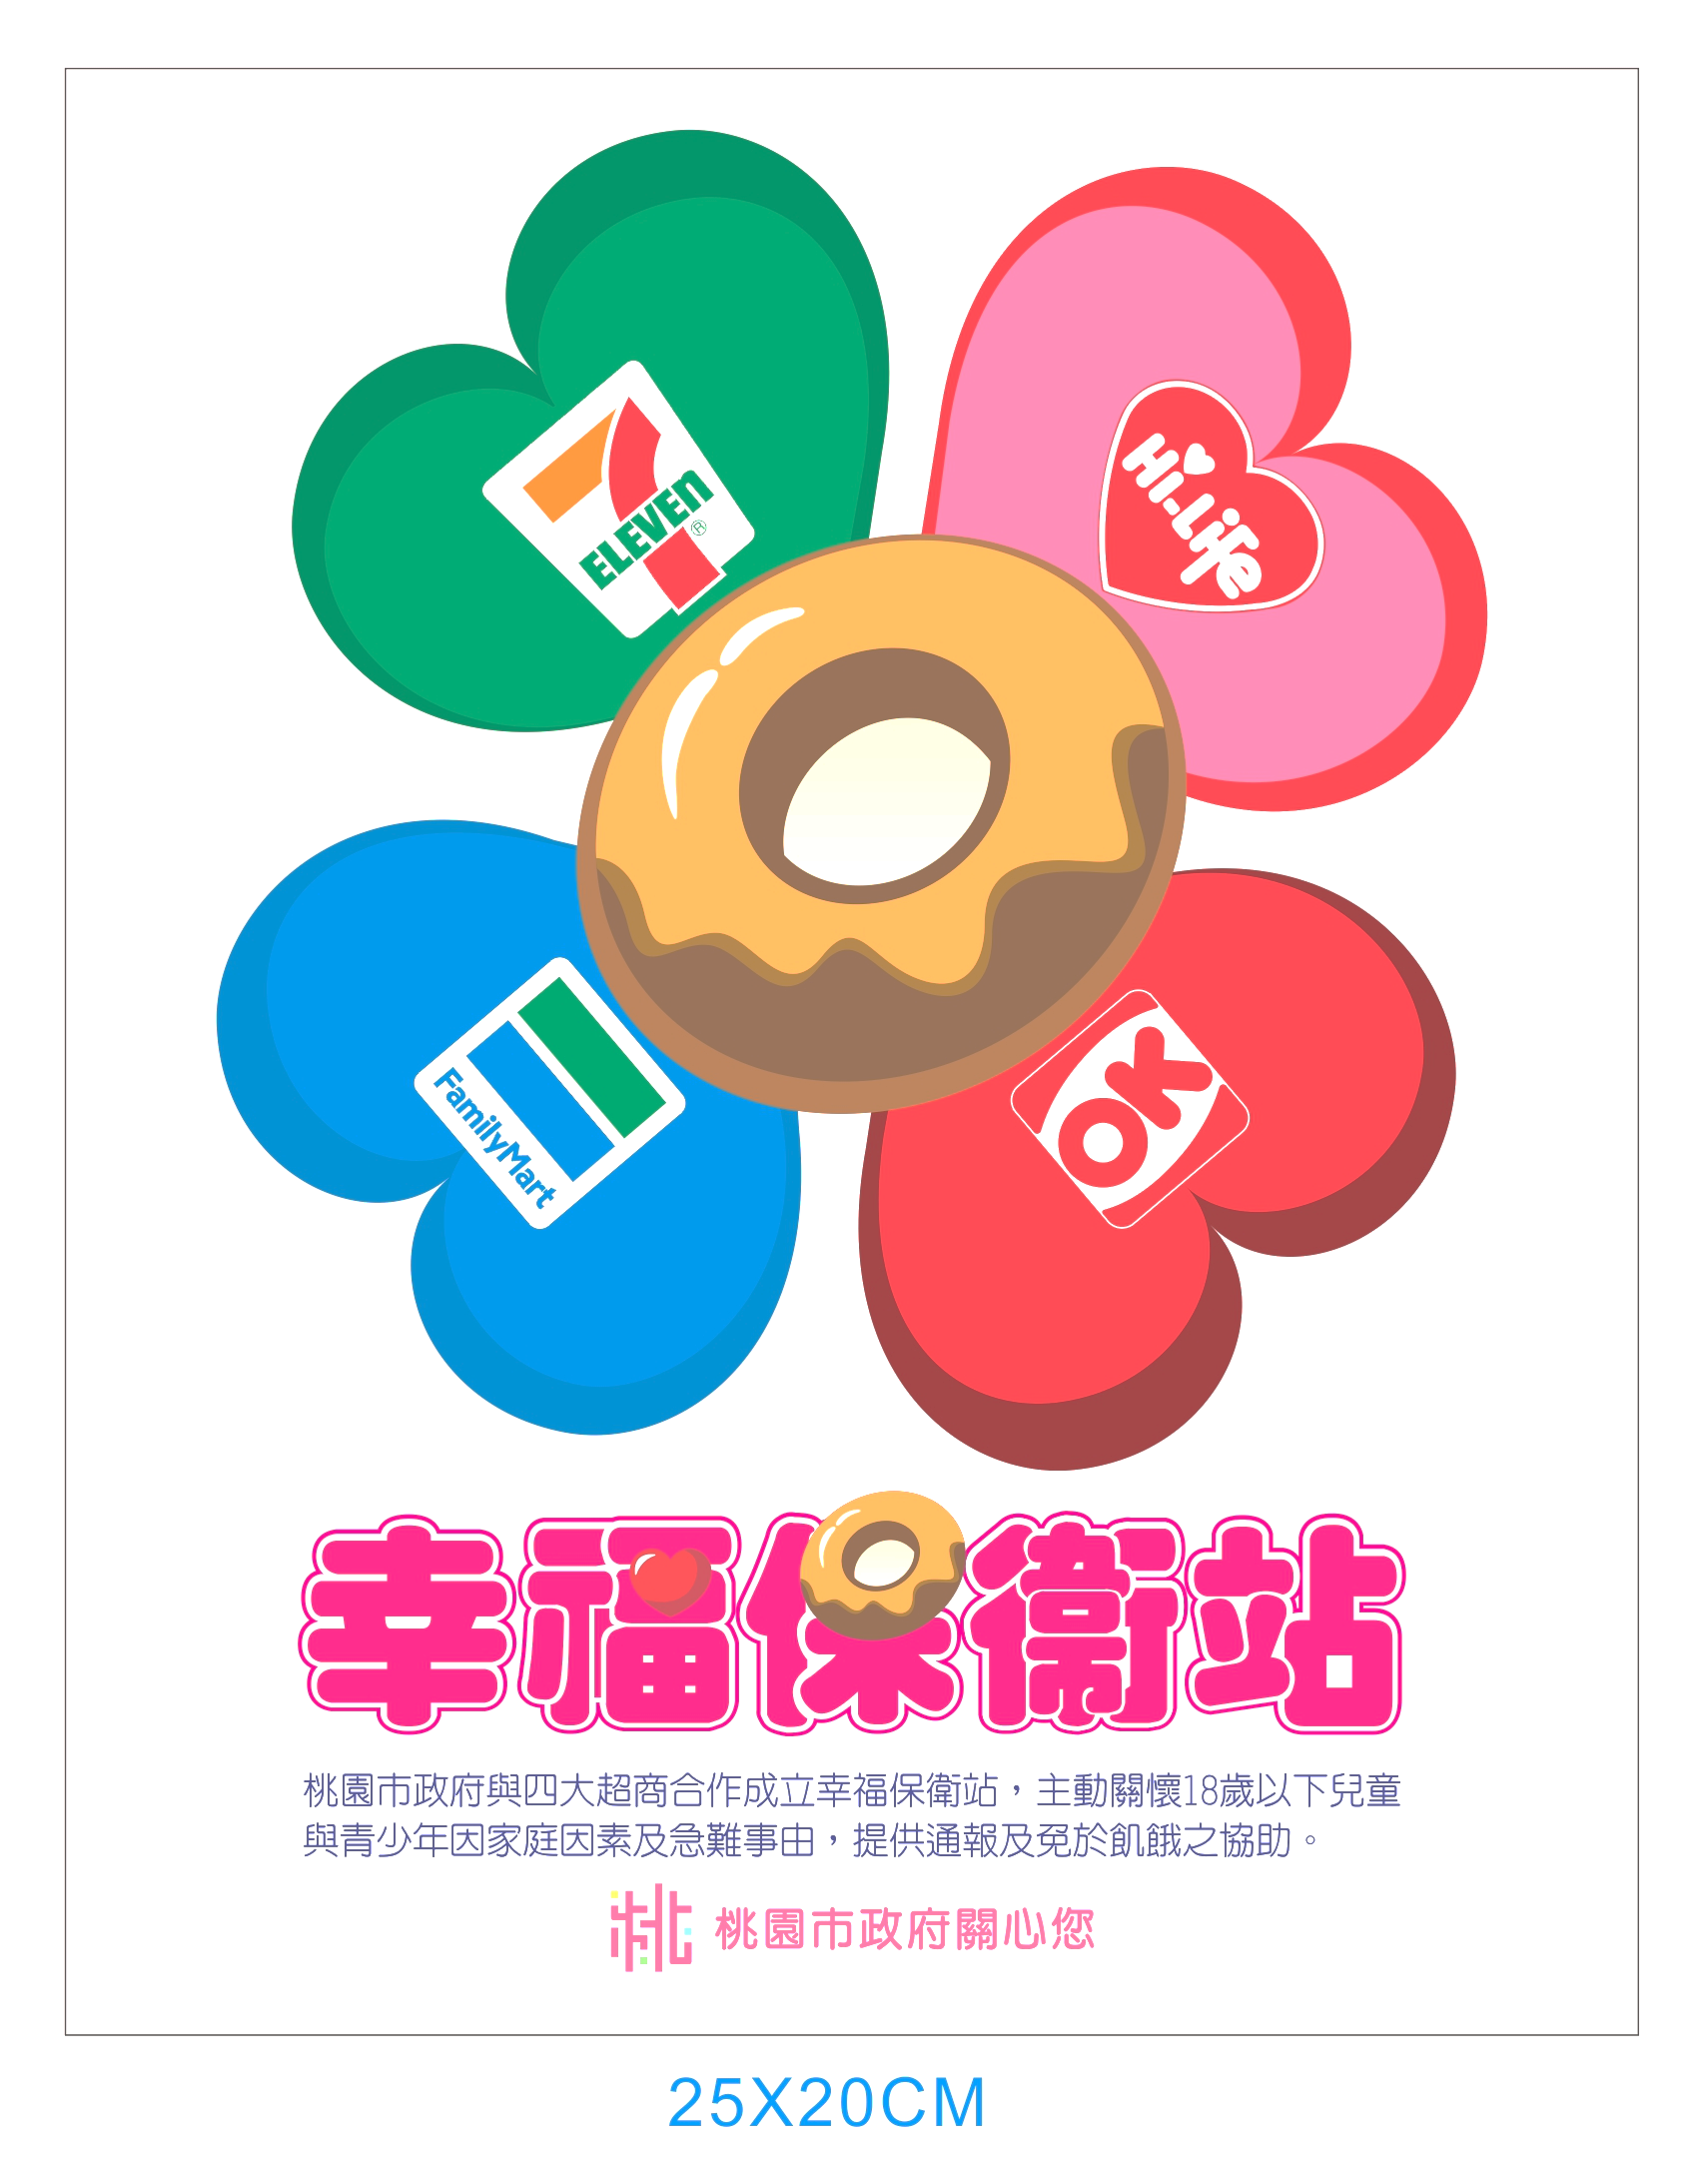 ELEVEN ®
Hi.Life
FamilyMart
OK
幸福保衛站
桃園市政府與四大超商合作成立幸福保衛站，主動關懷18歲以下兒童
與青少年因家庭因素及急難事由，提供通報及免於飢餓之協助。
桃 桃園市政府關心您
25X20CM